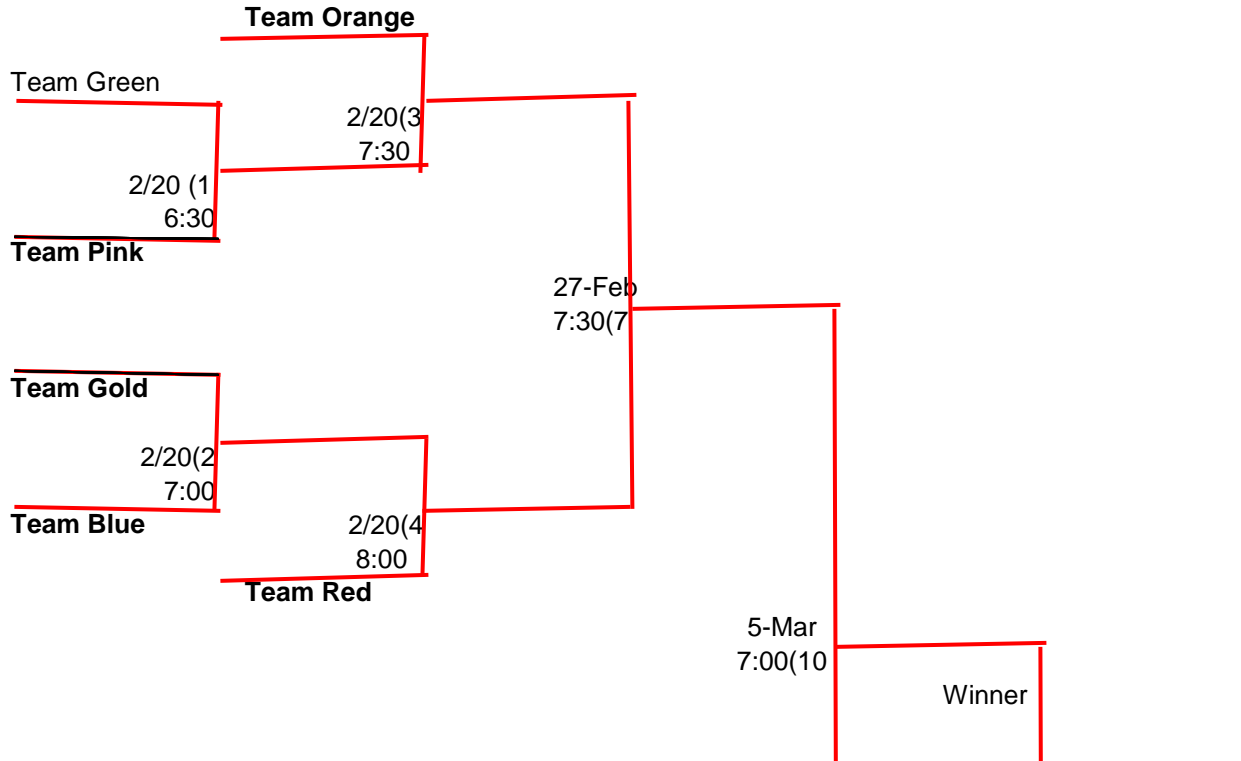 Team Orange
Team Green
2/20(3
7:30
2/20 (1
6:30
Team Pink
27-Feb
7:30(7
Team Gold
2/20(2
7:00
Team Blue
2/20(4
8:00
Team Red
5-Mar
7:00(10
Winner